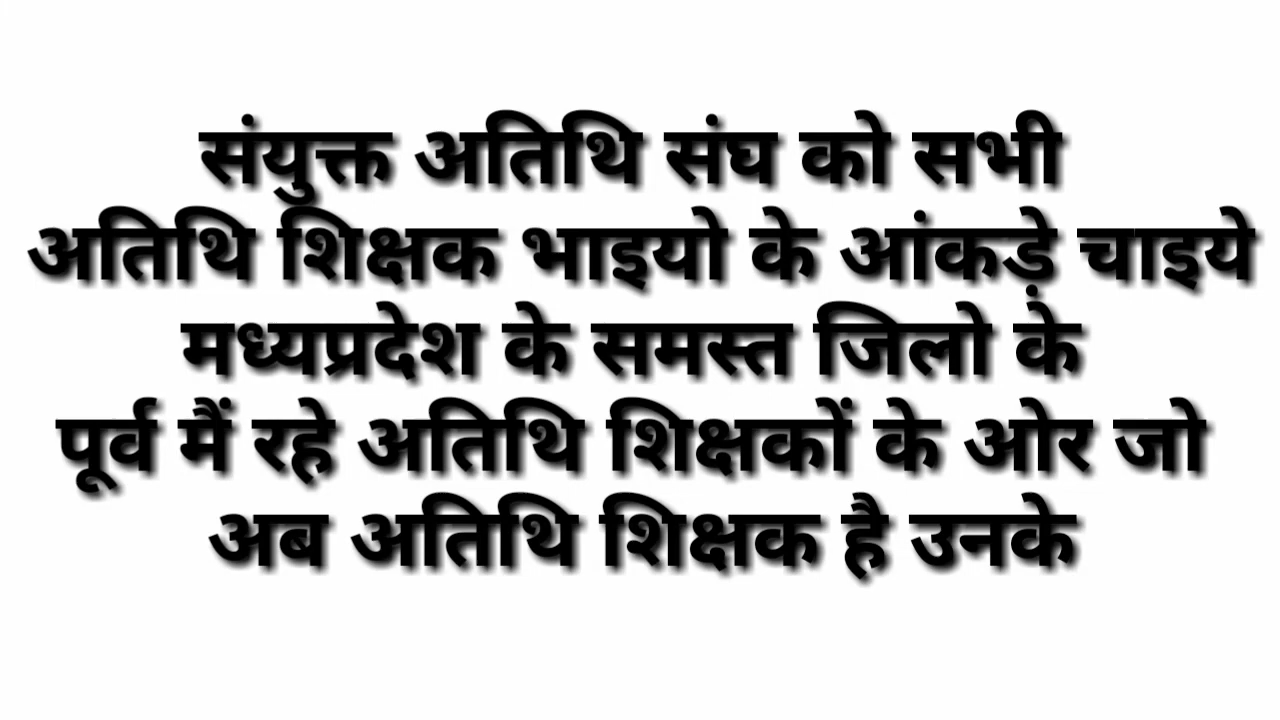 संयुक्त अतिथि संघ को सभी
अतिथि शिक्षक भाइयो के आंकड़े चाइये
मध्यप्रदेश के समस्त जिलो के
पूर्व मैं रहे अतिथि शिक्षकों के ओर जो
अब अतिथि शिक्षक है उनके